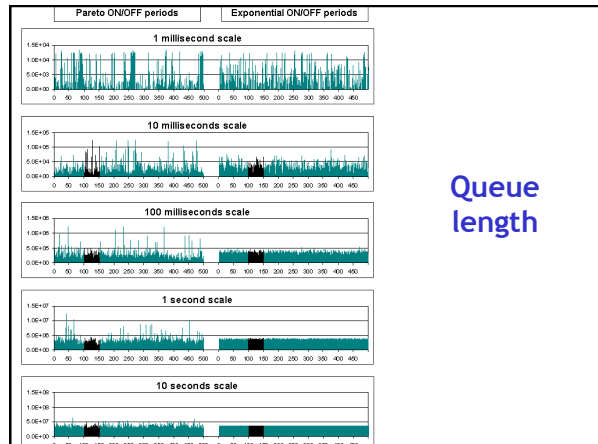 Pareto ON/OFF periods Exponential ON/OFF periods
1 millisecond scale
1.5E+04
1.0E+04
5.0E+03
0.0E+00
0 50 100 150 200 250 300 350 400 450 500 0 50 100 150 200 250 300 350 400 450
10 milliseconds scale
1.5E+05
1.0E+05
5.0E+04
0.0E+00
0 50 100 150 200 250 300 350 400 450 500 0 50 100 150 200 250 300 350 400 450
Queue
length
100 milliseconds scale
1.5E+06
1.0E+06
5.0E+05
0.0E+00
0 50 100 150 200 250 300 350 400 450 500 0 50 100 150 200 250 300 350 400 450
1 second scale
1.5E+07
1.0E+07
5.0E+06
0.0E+00
0 50 100 150 200 250 300 350 400 450 500 0 50 100 150 200 250 300 350 400 450
10 seconds scale
1.5E+08
1.0E+08
5.0E+07
0.0E+00